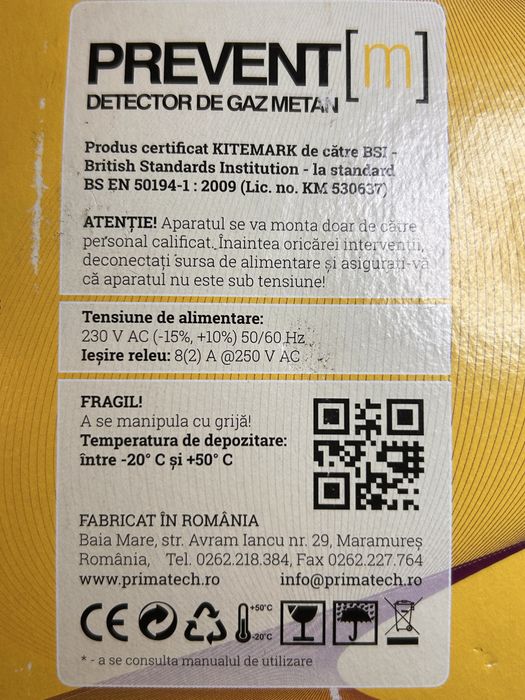 PREVENT[m]
DETECTOR DE GAZ METAN
Produs certificat KITEMARK de către BSI -
British Standards Institution - la standard
BS EN 50194-1 : 2009 (Lic. no. KM 530637)
ATENȚIE! Aparatul se va monta doar de către
personal calificat. Înaintea oricărei intervenții,
deconectați sursa de alimentare și asigurați-vă
că aparatul nu este sub tensiune!
Tensiune de alimentare:
230 V AC (-15%, +10%) 50/60 Hz
Ieșire releu: 8(2) A @250 V AC
FRAGIL!
A se manipula cu grijă!
Temperatura de depozitare:
între -20° C și +50° C
FABRICAT ÎN ROMÂNIA
Baia Mare, str. Avram Iancu nr. 29, Maramureș
România, Tel. 0262.218.384, Fax 0262.227.764
www.primatech.ro info@primatech.ro
CE
+50°C
-20°C
* - a se consulta manualul de utilizare